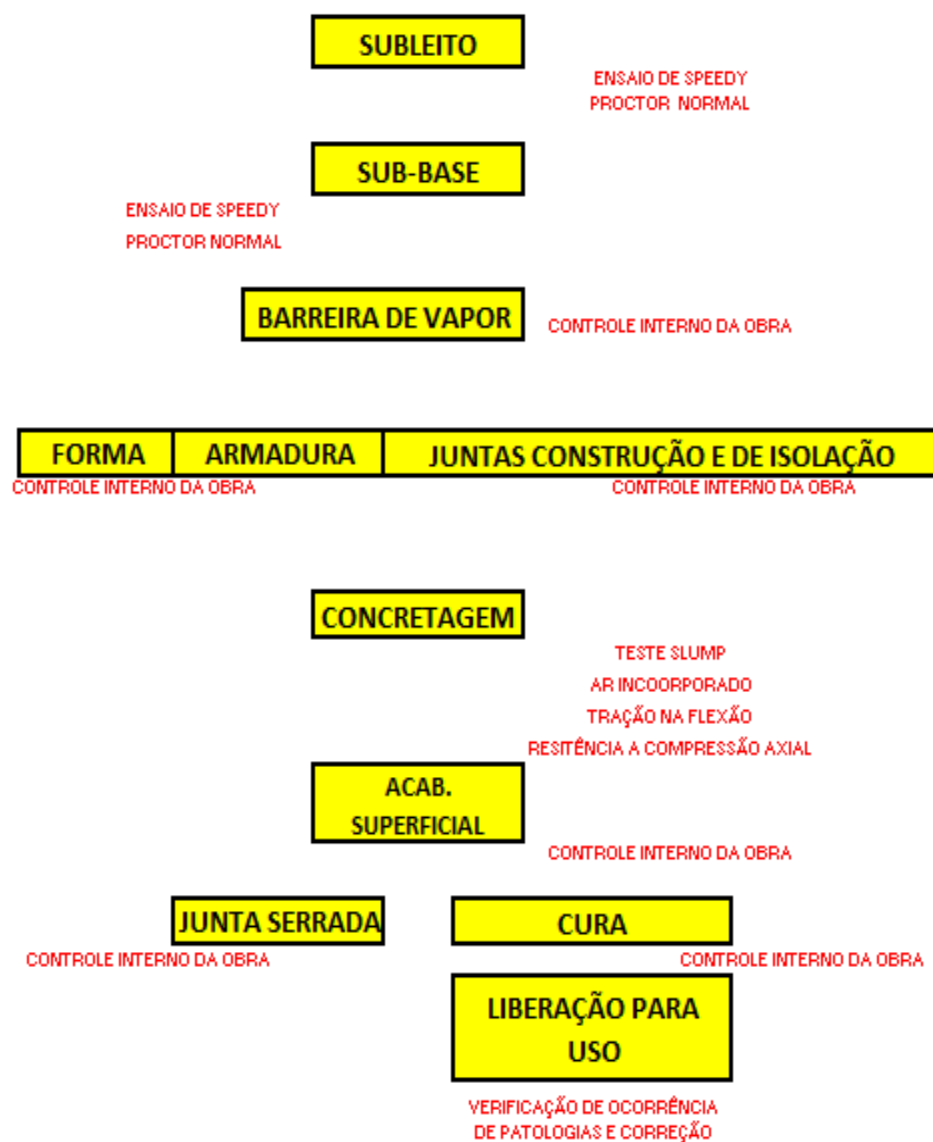 SUBLEITO
ENSAIO DE SPEEDY
PROCTOR NORMAL
SUB-BASE
ENSAIO DE SPEEDY
PROCTOR NORMAL
BARREIRA DE VAPOR
CONTROLE INTERNO DA OBRA
FORMA ARMADURA JUNTAS CONSTRUÇÃO E DE ISOLAÇÃO
CONTROLE INTERNO DA OBRA CONTROLE INTERNO DA OBRA
CONCRETAGEM
TESTE SLUMP
AR INCOORPORADO
TRAÇÃO NA FLEXÃO
RESITÊNCIA A COMPRESSÃO AXIAL
ACAB.
SUPERFICIAL
CONTROLE INTERNO DA OBRA
JUNTA SERRADA CURA
CONTROLE INTERNO DA OBRA CONTROLE INTERNO DA OBRA
LIBERAÇÃO PARA
USO
VERIFICAÇÃO DE OCORRÊNCIA
DE PATOLOGIAS E CORREÇÃO